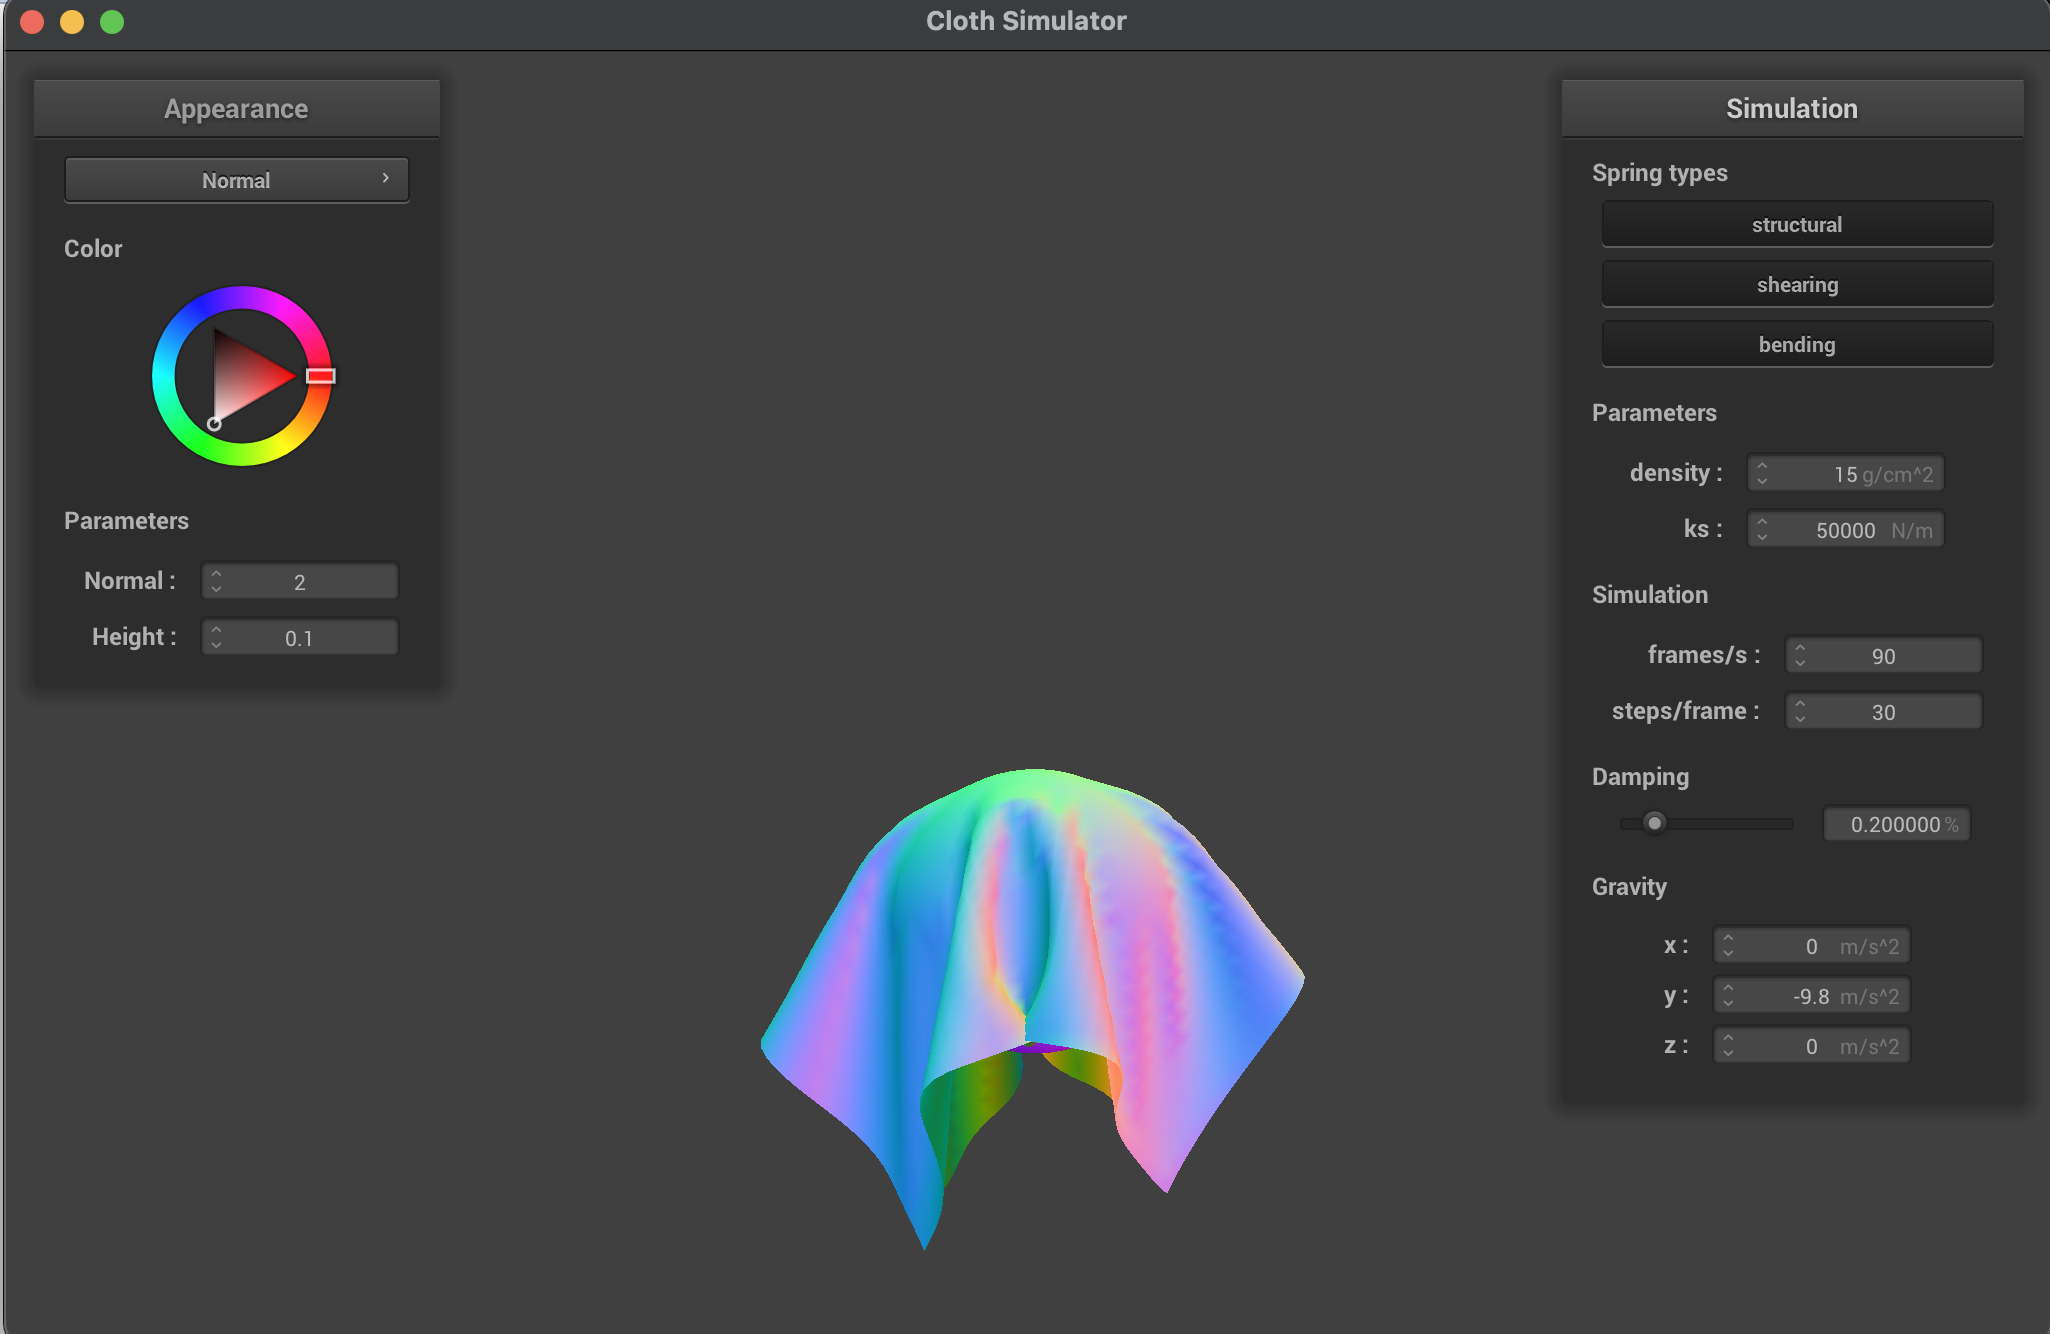 Cloth Simulator
Appearance
Normal
Color
Parameters
Normal : 2
Height : 0.1
Simulation
Spring types
structural
shearing
bending
Parameters
density : 15 g/cm^2
ks : 50000 N/m
Simulation
frames/s : 90
steps/frame : 30
Damping
0.200000 %
Gravity
x : 0 m/s^2
y : -9.8 m/s^2
z : 0 m/s^2